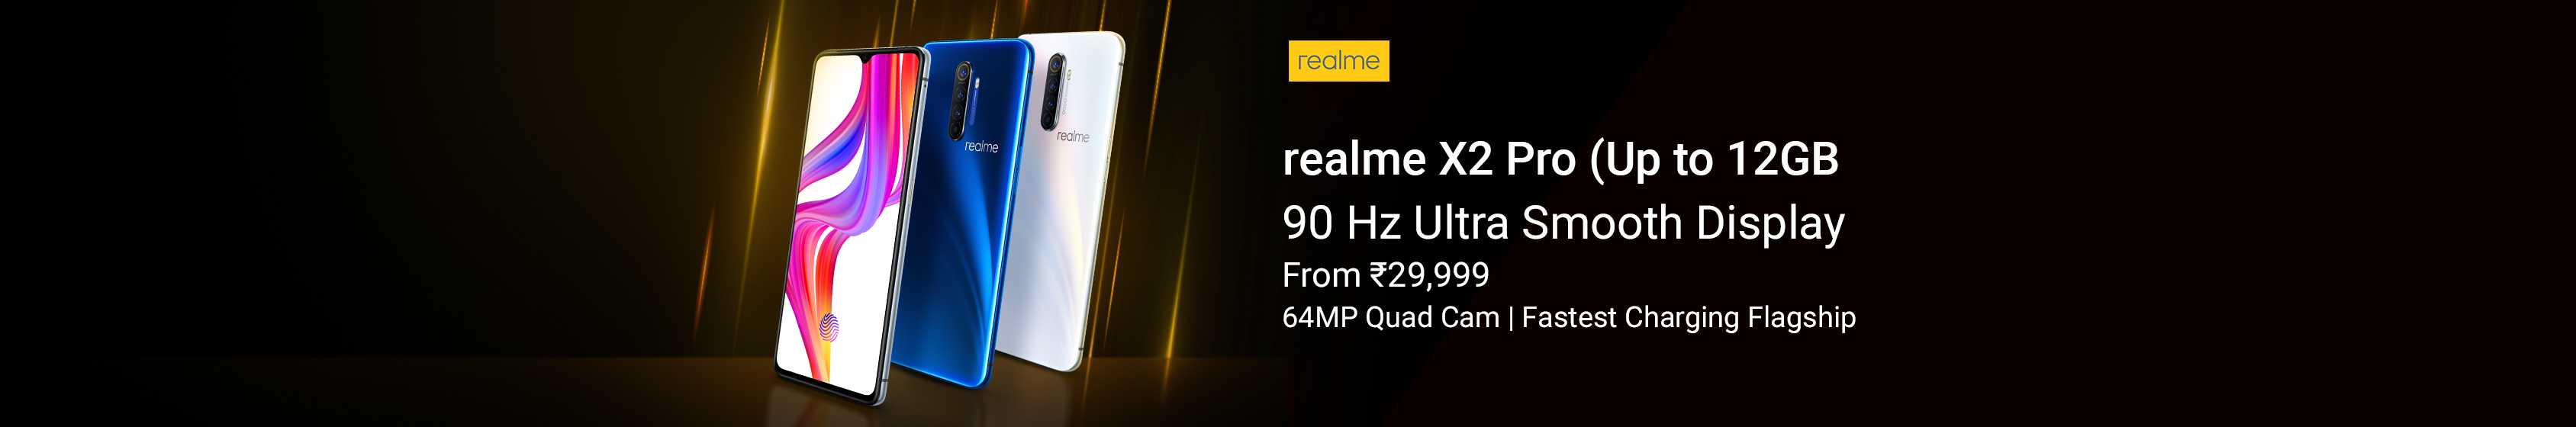 realme
realme
realme
realme X2 Pro (Up to 12GB
90 Hz Ultra Smooth Display
From ₹29,999
64MP Quad Cam | Fastest Charging Flagship